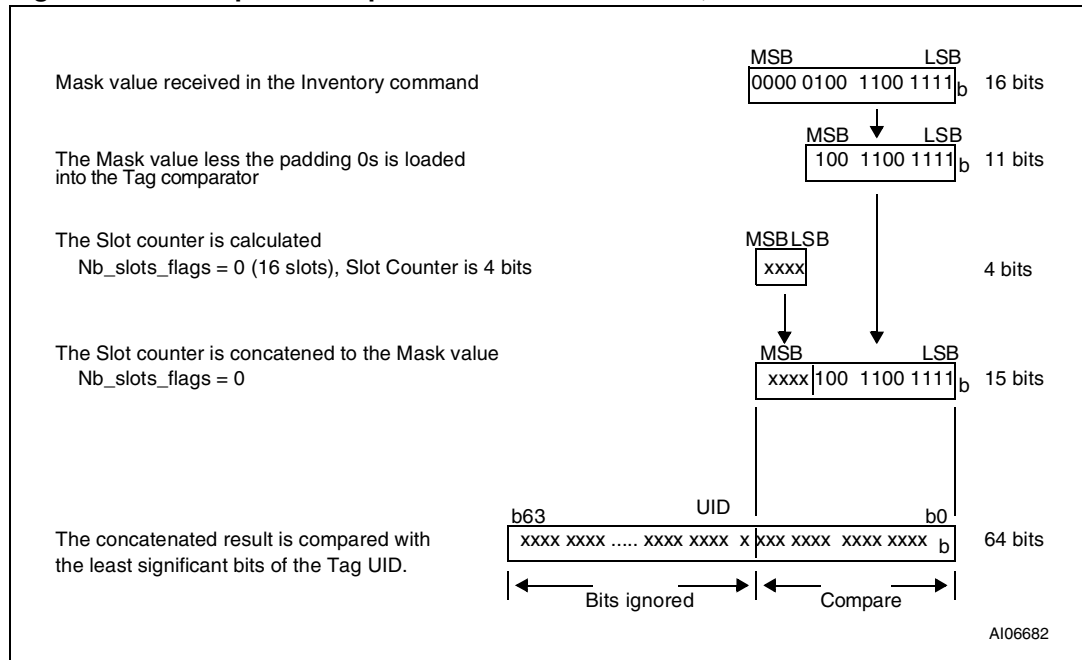 MSB LSB
Mask value received in the Inventory command 0000 0100 1100 1111 b 16 bits
MSB LSB
The Mask value less the padding 0s is loaded
into the Tag comparator
100 1100 1111 b 11 bits
The Slot counter is calculated
MSB LSB
Nb_slots_flags = 0 (16 slots), Slot Counter is 4 bits xxxx 4 bits
The Slot counter is concatened to the Mask value
MSB LSB
Nb_slots_flags = 0 xxxx 100 1100 1111 b 15 bits
UID
b63 b0
The concatenated result is compared with
the least significant bits of the Tag UID.
xxxx xxxx ..... xxxx xxxx x xxx xxxx xxxx xxxx b 64 bits
Bits ignored Compare
AI06682